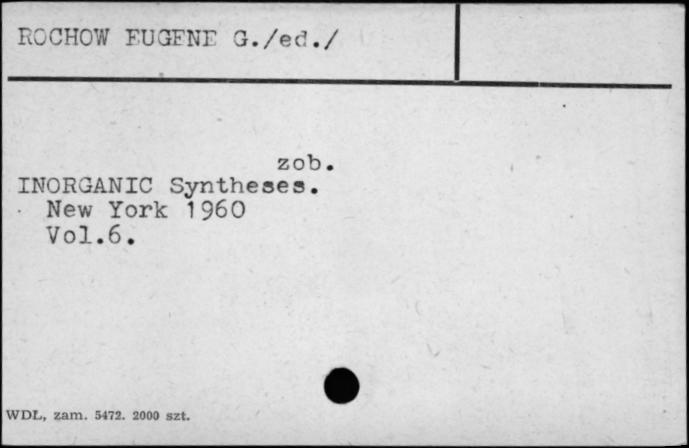 ROCHOW EUGENE G./ed./
zob.
INORGANIC Syntheses.
New York 1960
Vol.6.
WDL, zam. 5472. 2000 szt.